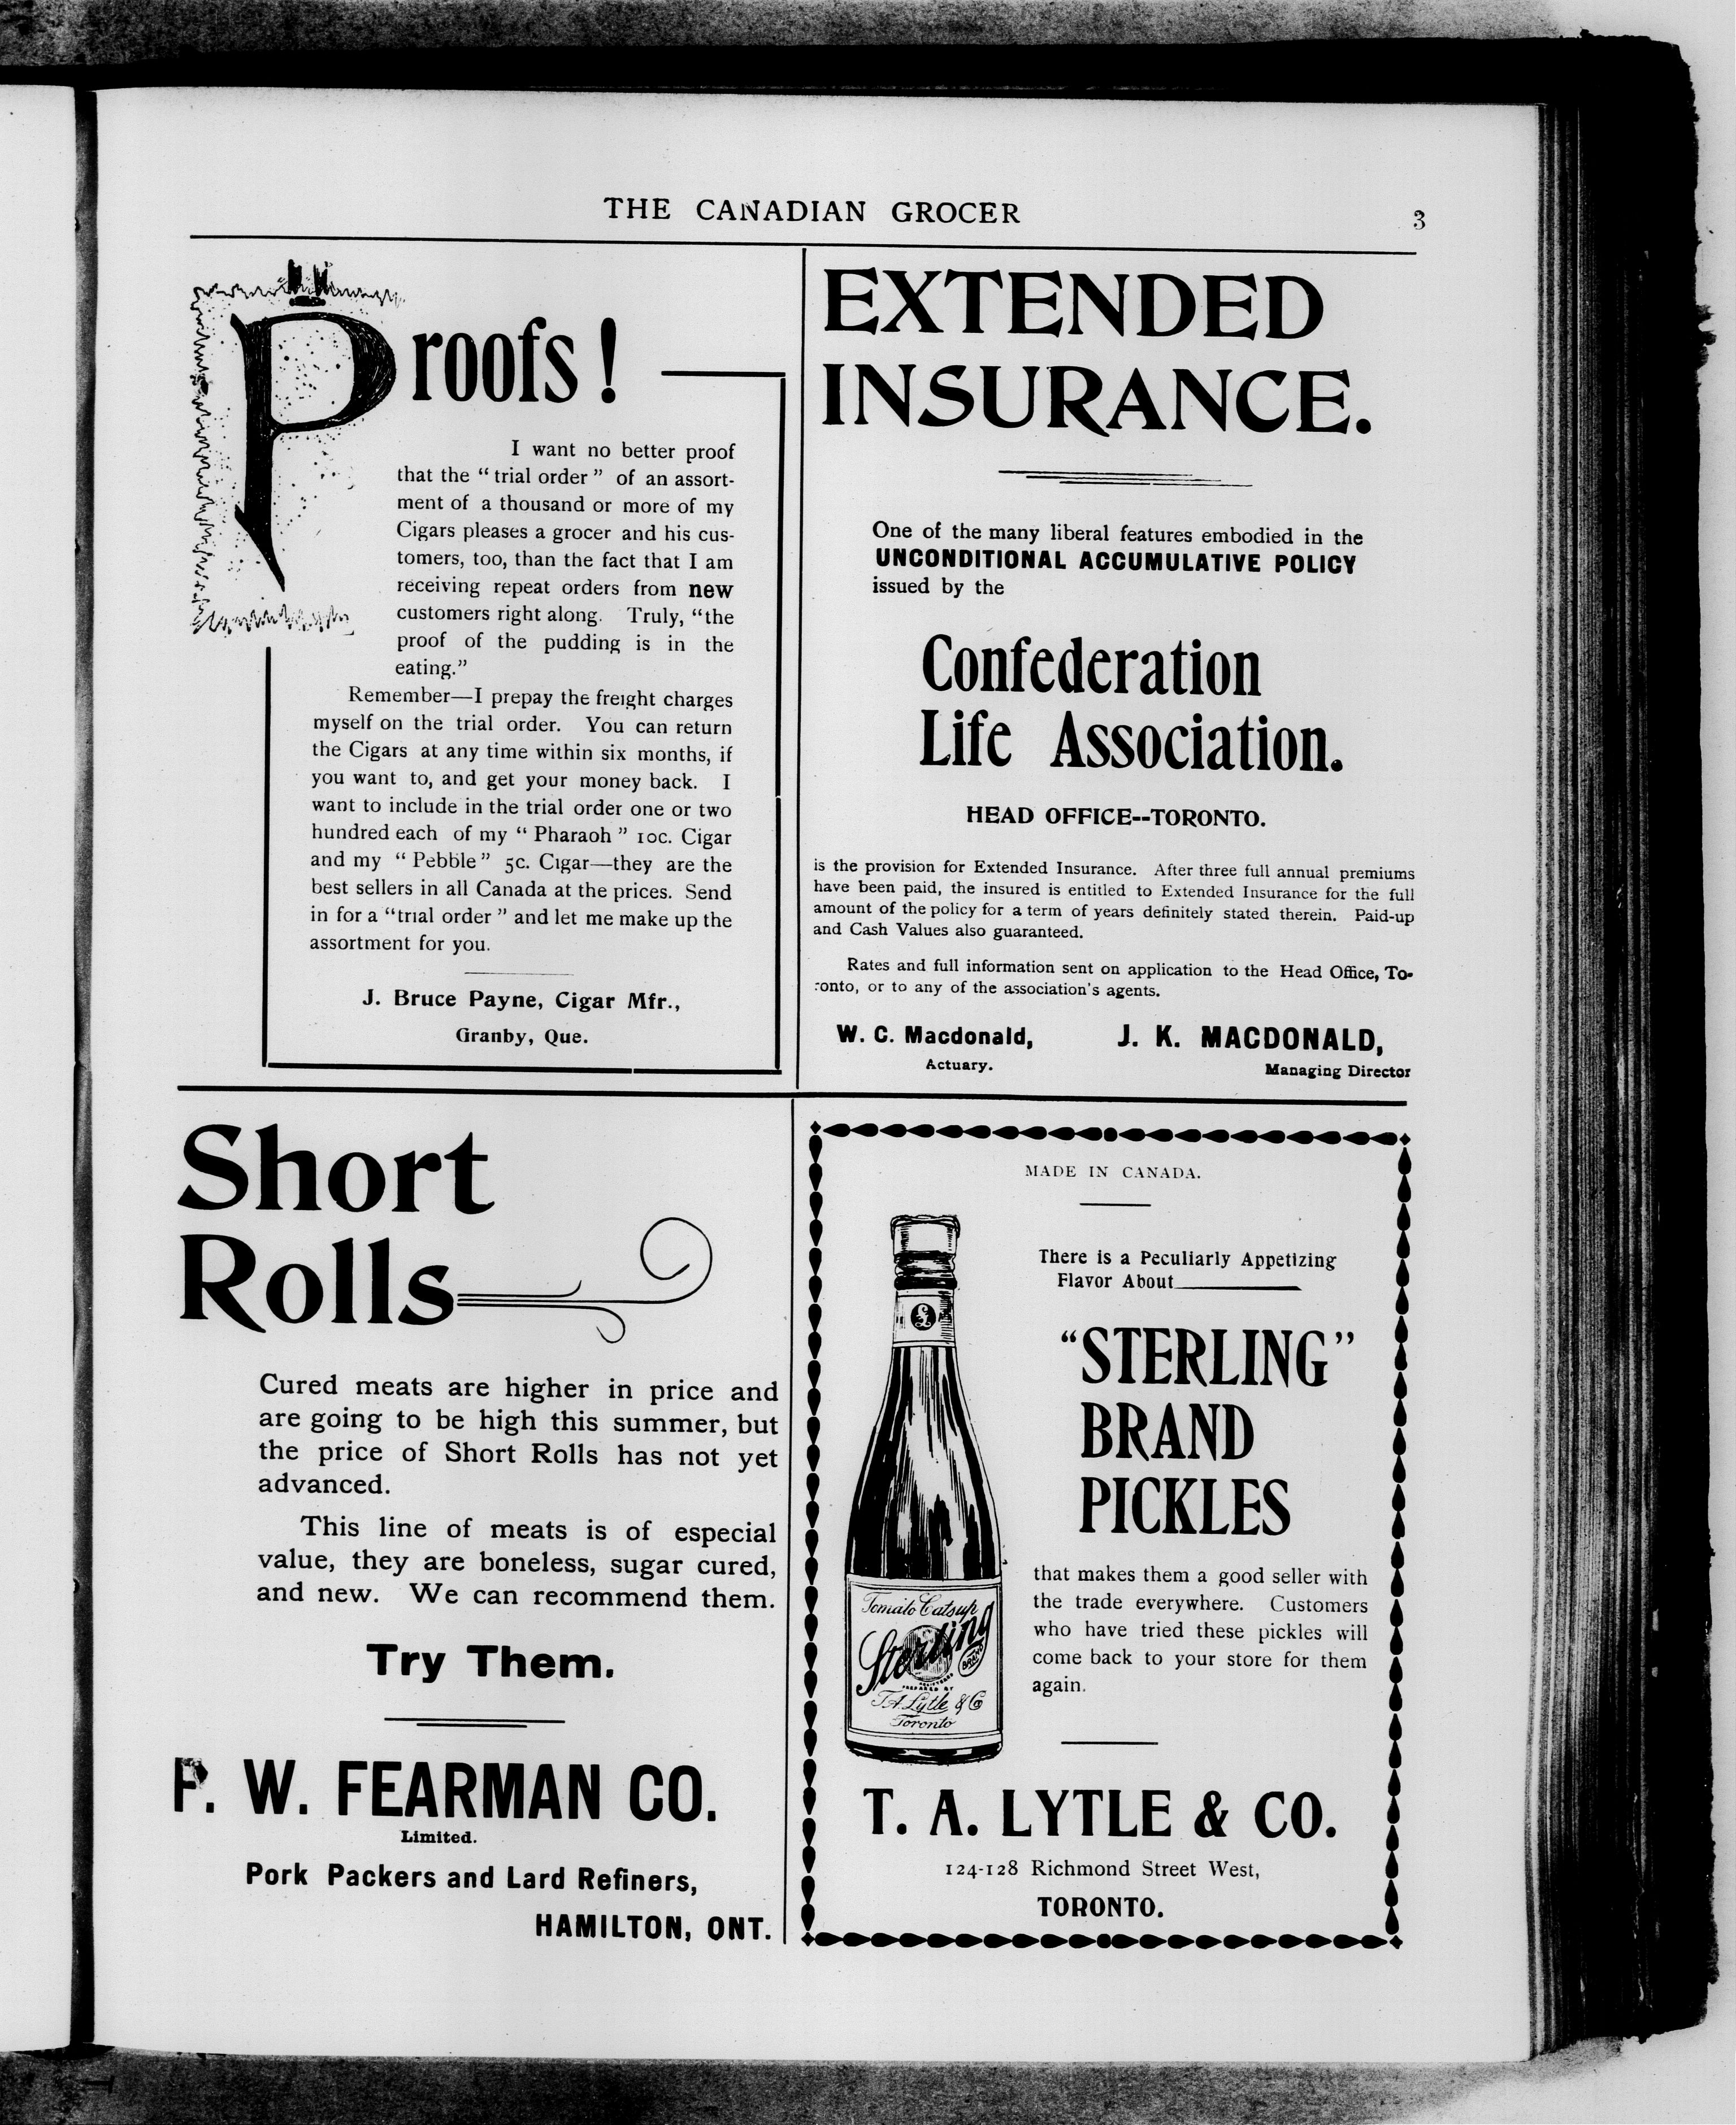 THE CANADIAN GROCER
3
Proofs!
I want no better proof
that the "trial order" of an assort-
ment of a thousand or more of my
Cigars pleases a grocer and his cus-
tomers, too, than the fact that I am
receiving repeat orders from new
customers right along. Truly, "the
proof of the pudding is in the
eating."
Remember—I prepay the freight charges
myself on the trial order. You can return
the Cigars at any time within six months, if
you want to, and get your money back. I
want to include in the trial order one or two
hundred each of my "Pharaoh" 10c. Cigar
and my "Pebble" 5c. Cigar—they are the
best sellers in all Canada at the prices. Send
in for a "trial order" and let me make up the
assortment for you.
J. Bruce Payne, Cigar Mfr.,
Granby, Que.
EXTENDED
INSURANCE.
One of the many liberal features embodied in the
UNCONDITIONAL ACCUMULATIVE POLICY
issued by the
Confederation
Life Association.
HEAD OFFICE--TORONTO.
is the provision for Extended Insurance. After three full annual premiums
have been paid, the insured is entitled to Extended Insurance for the full
amount of the policy for a term of years definitely stated therein. Paid-up
and Cash Values also guaranteed.
Rates and full information sent on application to the Head Office, To-
ronto, or to any of the association's agents.
W. C. Macdonald,
Actuary.
J. K. MACDONALD,
Managing Director
Short
Rolls
Cured meats are higher in price and
are going to be high this summer, but
the price of Short Rolls has not yet
advanced.
This line of meats is of especial
value, they are boneless, sugar cured,
and new. We can recommend them.
Try Them.
F. W. FEARMAN CO.
Limited.
Pork Packers and Lard Refiners,
HAMILTON, ONT.
MADE IN CANADA.
There is a Peculiarly Appetizing
Flavor About
"STERLING"
BRAND
PICKLES
that makes them a good seller with
the trade everywhere. Customers
who have tried these pickles will
come back to your store for them
again.
£
Tomato Catsup
Sterling
BRAND
PREPARED BY
T.A. Lytle & Co
Toronto
T. A. LYTLE & CO.
124-128 Richmond Street West,
TORONTO.